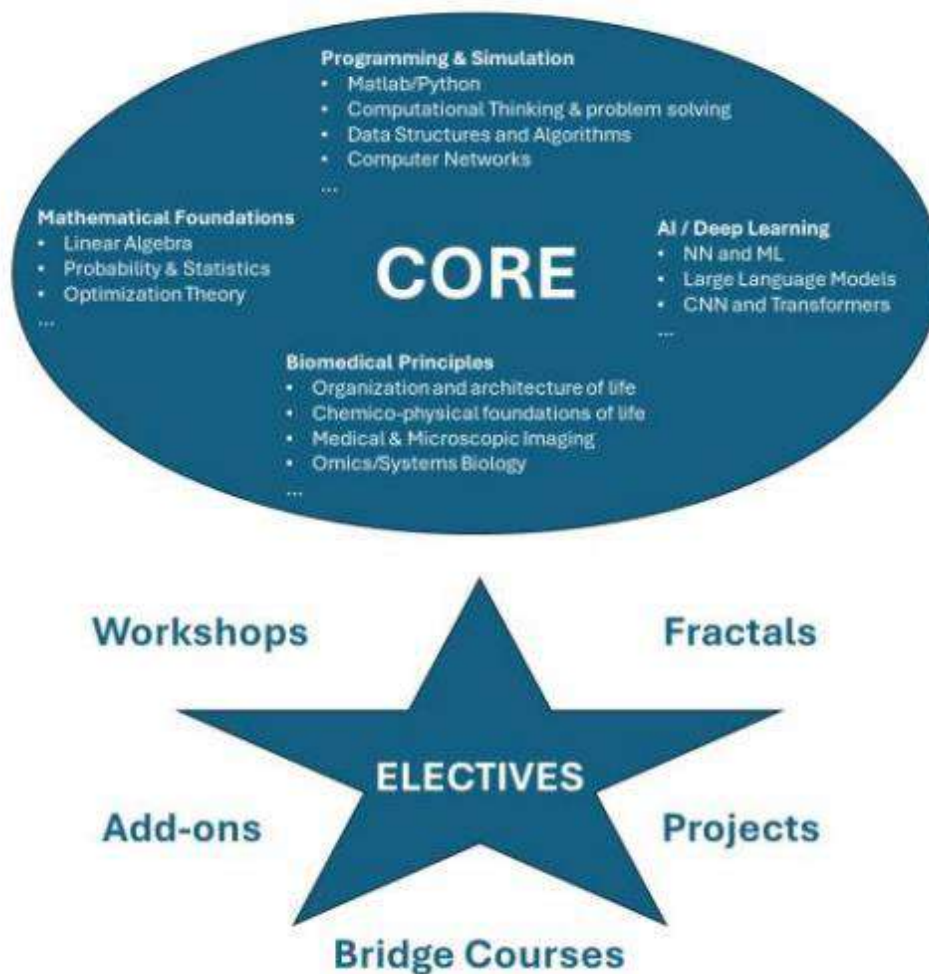 Programming & Simulation
• Matlab/Python
• Computational Thinking & problem solving
• Data Structures and Algorithms
• Computer Networks
...
Mathematical Foundations
• Linear Algebra
• Probability & Statistics
• Optimization Theory
...
CORE
AI / Deep Learning
• NN and ML
• Large Language Models
• CNN and Transformers
...
Biomedical Principles
• Organization and architecture of life
• Chemico-physical foundations of life
• Medical & Microscopic Imaging
• Omics/Systems Biology
...
Workshops
Fractals
ELECTIVES
Add-ons
Projects
Bridge Courses